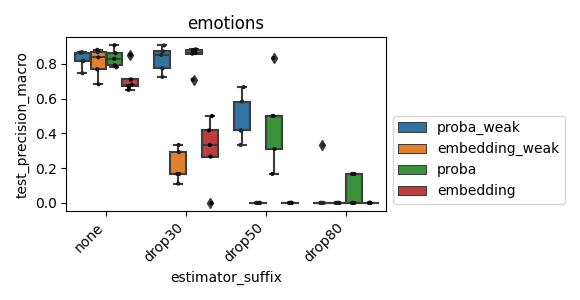 emotions
test_precision_macro
0.8
0.6
0.4
0.2
0.0
none
drop30
drop50
drop80
estimator_suffix
proba_weak
embedding_weak
proba
embedding